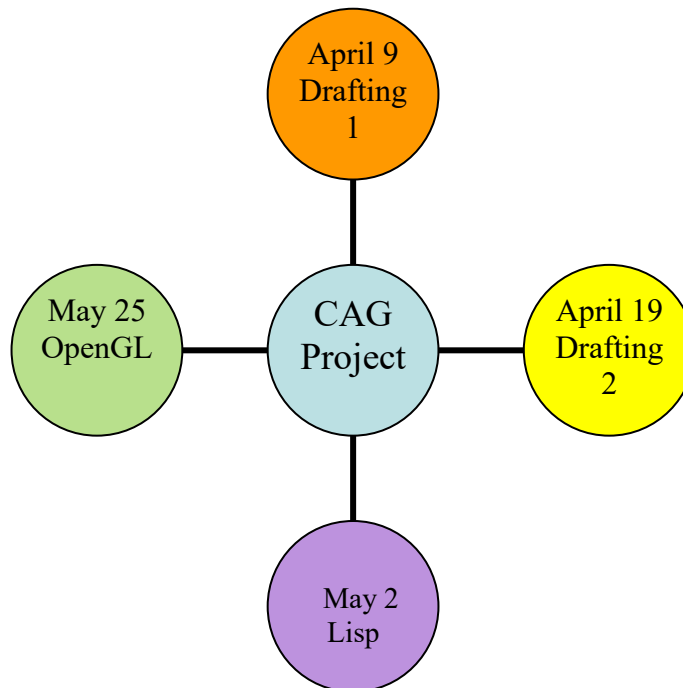 April 9
Drafting
1
May 25
OpenGL
CAG
Project
April 19
Drafting
2
May 2
Lisp